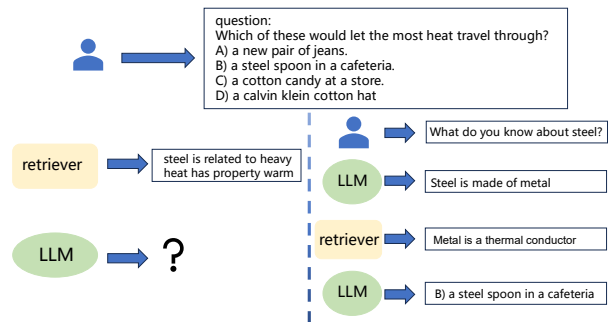 question:
Which of these would let the most heat travel through?
A) a new pair of jeans.
B) a steel spoon in a cafeteria.
C) a cotton candy at a store.
D) a calvin klein cotton hat
retriever
steel is related to heavy
heat has property warm
LLM
?
What do you know about steel?
LLM
Steel is made of metal
retriever
Metal is a thermal conductor
LLM
B) a steel spoon in a cafeteria